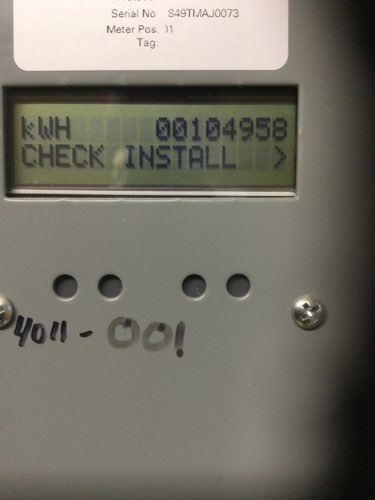 Serial No S49TMAJ0073
Meter Pos. 01
Tag:
kWH 00104958
CHECK INSTALL >
4011-001